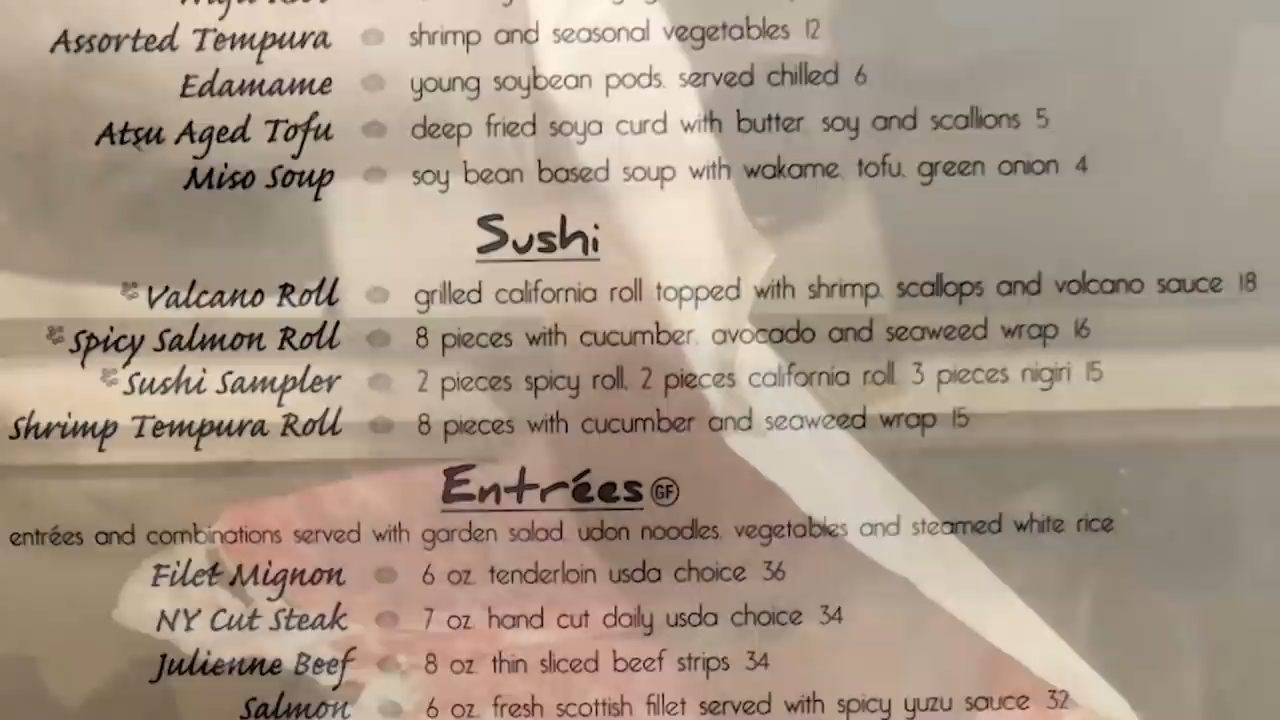 Assorted Tempura shrimp and seasonal vegetables 12
Edamame young soybean pods. served chilled 6
Atsu Aged Tofu deep fried soya curd with butter. soy and scallions 5
Miso Soup soy bean based soup with wakame. tofu. green onion 4
Sushi
Valcano Roll grilled california roll topped with shrimp. scallops and volcano sauce 18
Spicy Salmon Roll 8 pieces with cucumber. avocado and seaweed wrap 16
Sushi Sampler 2 pieces spicy roll. 2 pieces california roll. 3 pieces nigiri 15
Shrimp Tempura Roll 8 pieces with cucumber and seaweed wrap 15
Entrées GF
entrées and combinations served with garden salad. udon noodles. vegetables and steamed white rice
Filet Mignon 6 oz. tenderloin usda choice 36
NY Cut Steak 7 oz. hand cut daily usda choice 34
Julienne Beef 8 oz. thin sliced beef strips 34
Salmon 6 oz. fresh scottish fillet served with spicy yuzu sauce 32